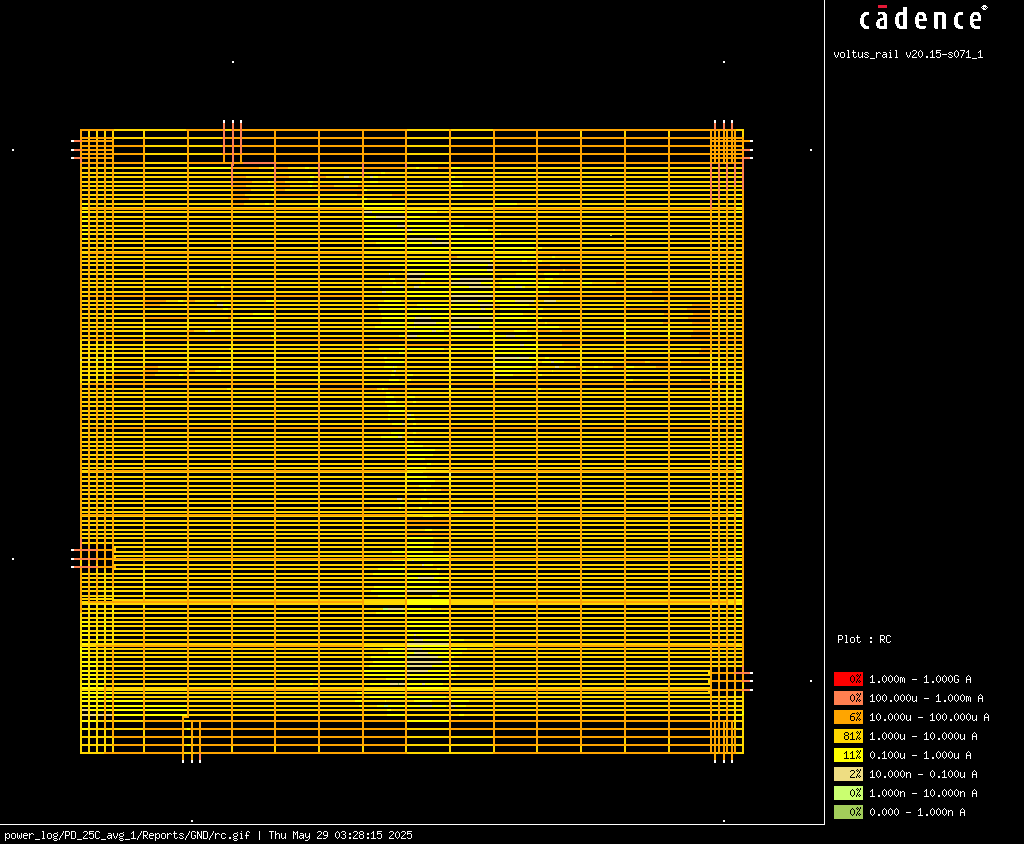 cādence®
voltus_rail v20.15-s071_1
Plot : RC
0% 1.000m - 1.000G A
0% 100.000u - 1.000m A
6% 10.000u - 100.000u A
81% 1.000u - 10.000u A
11% 0.100u - 1.000u A
2% 10.000n - 0.100u A
0% 1.000n - 10.000n A
0% 0.000 - 1.000n A
power_log/PD_25C_avg_1/Reports/GND/rc.gif | Thu May 29 03:28:15 2025